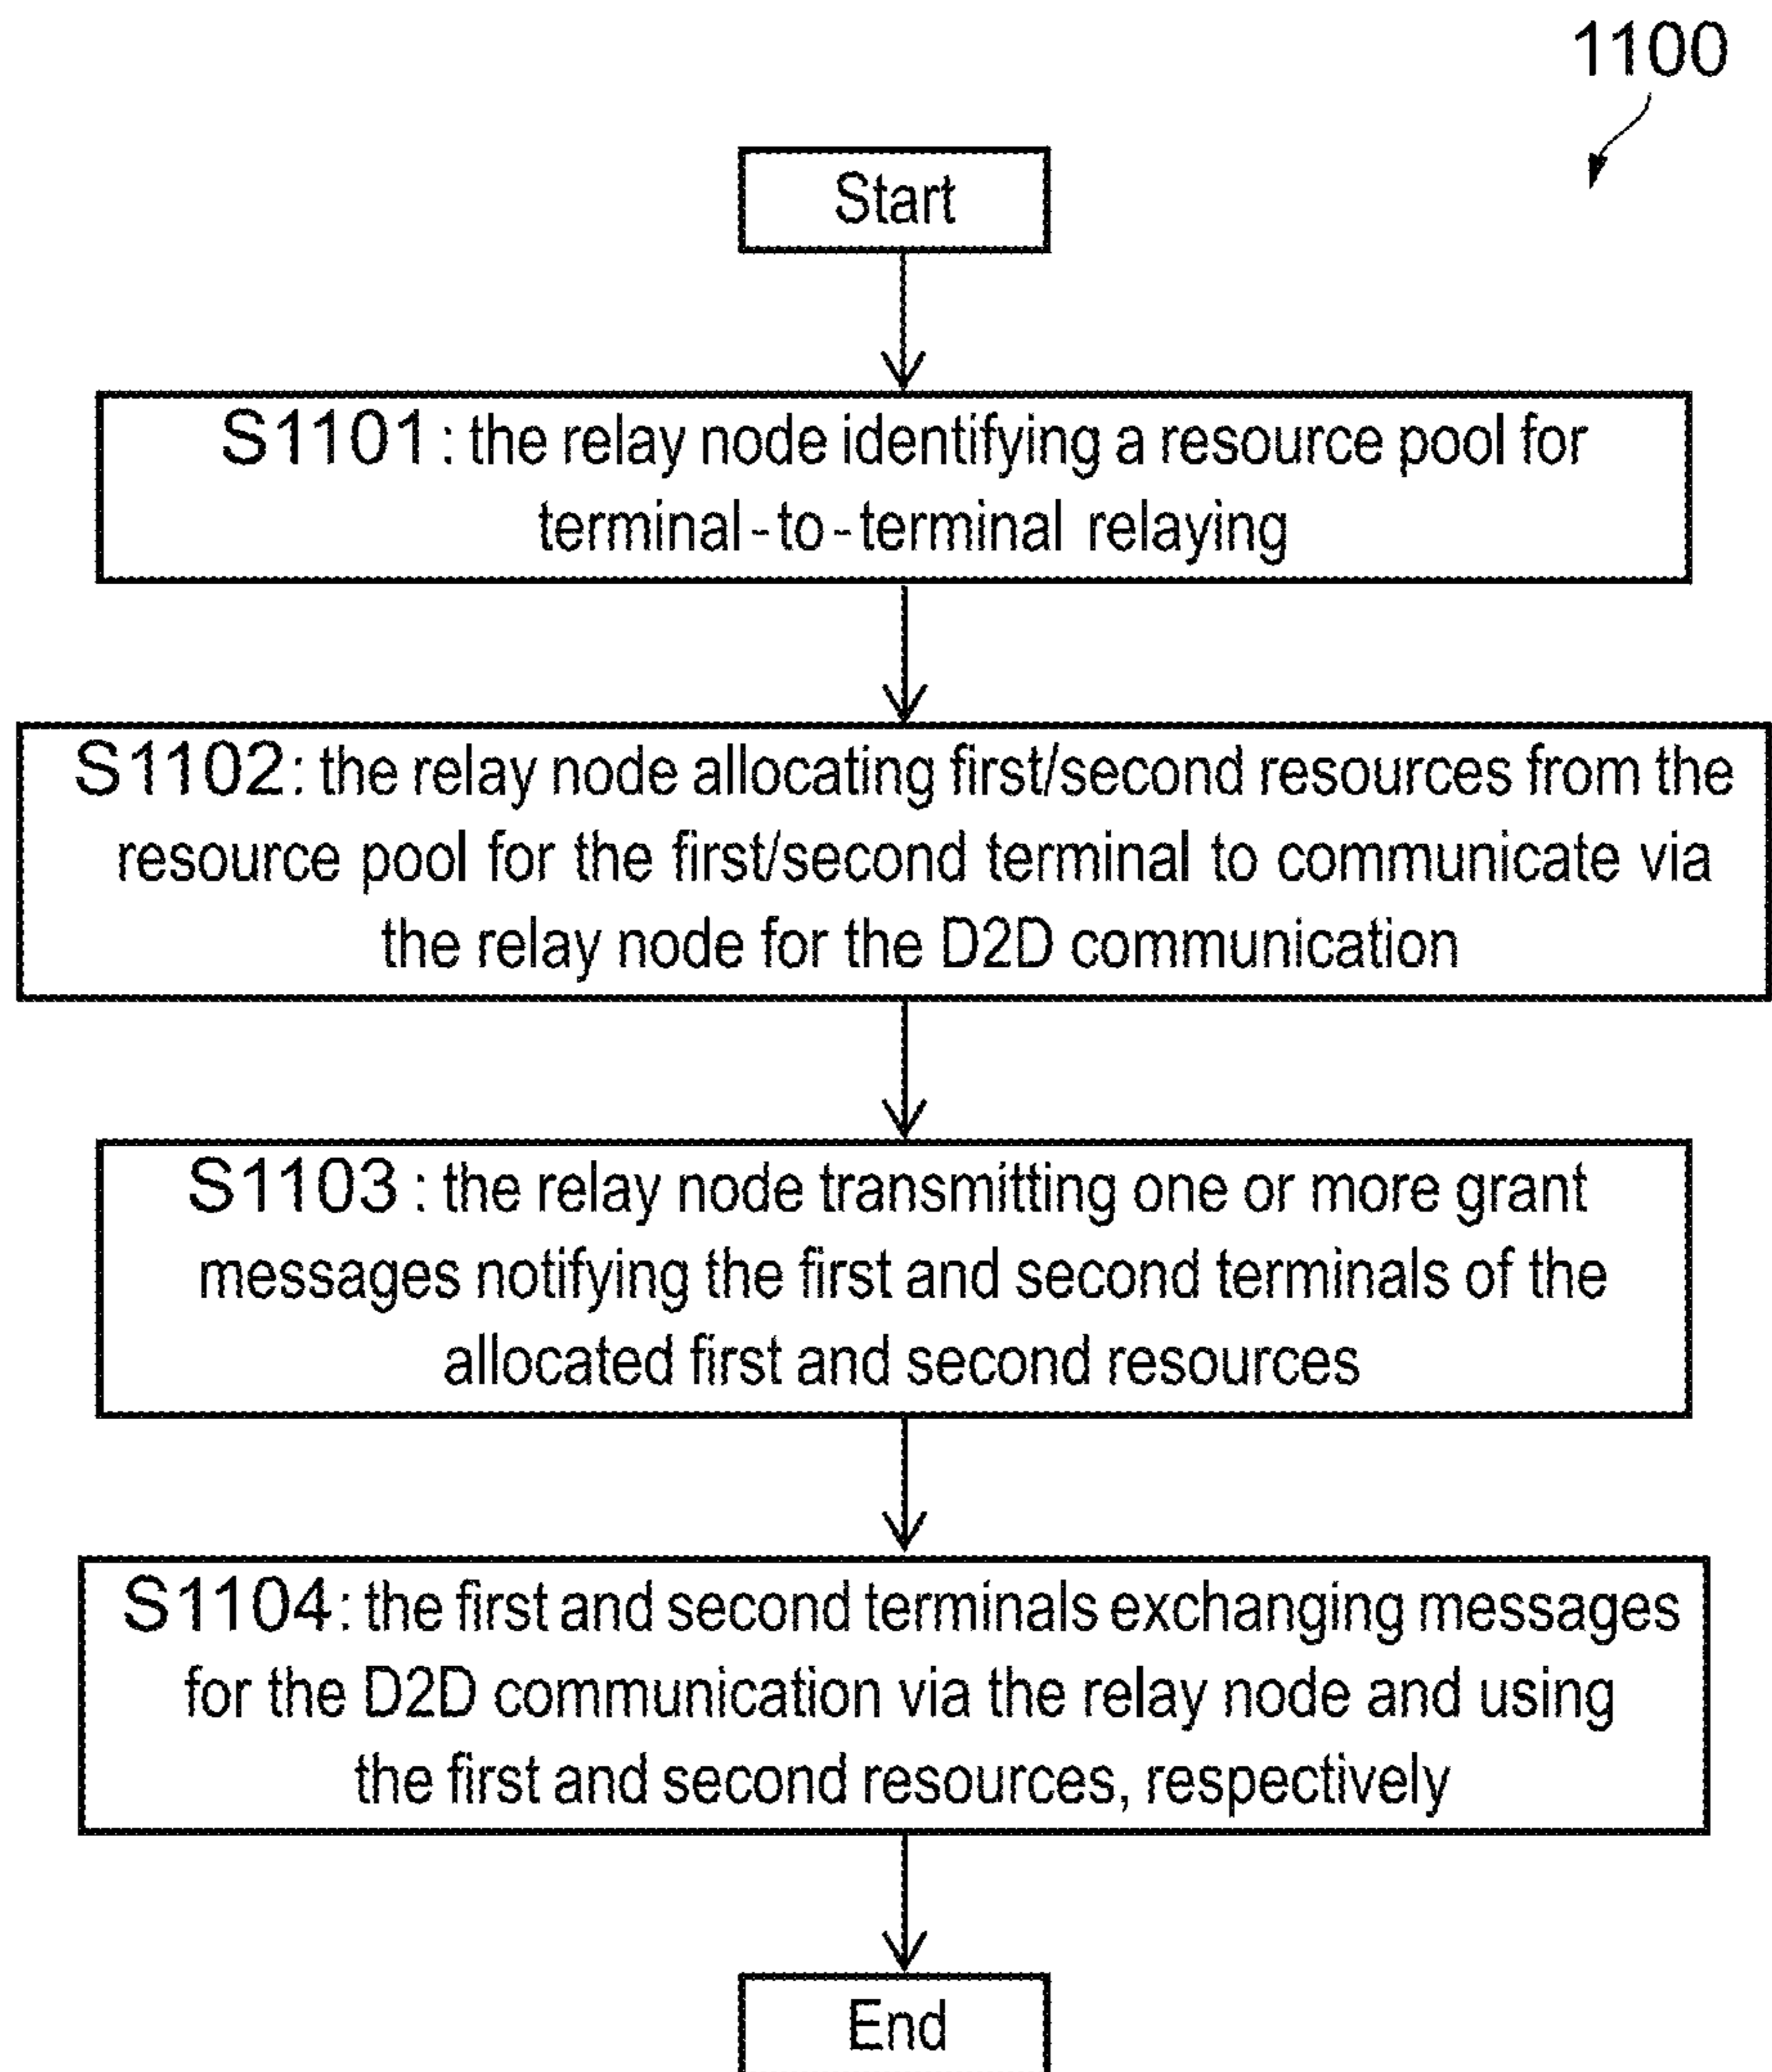 1100
Start
S1101 : the relay node identifying a resource pool for
terminal-to-terminal relaying
S1102: the relay node allocating first/second resources from the
resource pool for the first/second terminal to communicate via
the relay node for the D2D communication
S1103 : the relay node transmitting one or more grant
messages notifying the first and second terminals of the
allocated first and second resources
S1104: the first and second terminals exchanging messages
for the D2D communication via the relay node and using
the first and second resources, respectively
End